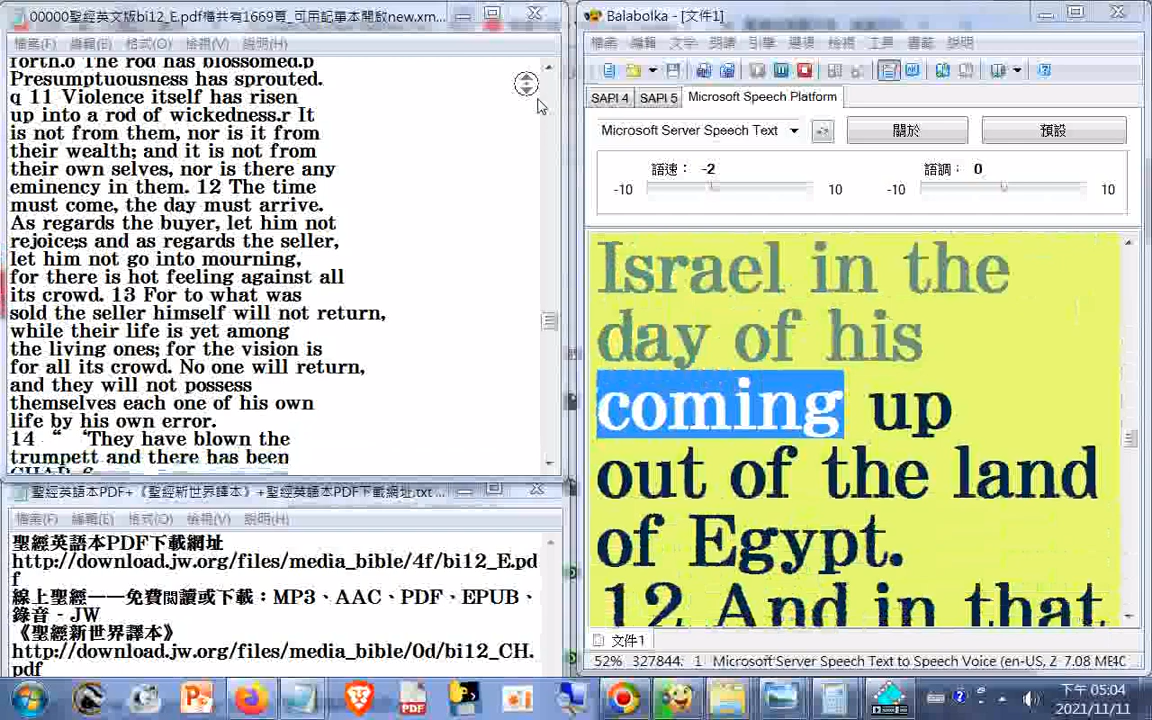 00000聖經英文版bi12_E.pdf檔共有1669頁_可用記事本開啟new.xm...
檔案(F) 編輯(E) 格式(O) 檢視(V) 說明(H)
forth.o The rod has blossomed.p
Presumptuousness has sprouted.
q 11 Violence itself has risen
up into a rod of wickedness.r It
is not from them, nor is it from
their wealth; and it is not from
their own selves, nor is there any
eminency in them. 12 The time
must come, the day must arrive.
As regards the buyer, let him not
rejoice;s and as regards the seller,
let him not go into mourning,
for there is hot feeling against all
its crowd. 13 For to what was
sold the seller himself will not return,
while their life is yet among
the living ones; for the vision is
for all its crowd. No one will return,
and they will not possess
themselves each one of his own
life by his own error.
14 “ ‘They have blown the
trumpett and there has been
聖經英語本PDF+《聖經新世界譯本》+聖經英語本PDF下載網址.txt ...
檔案(F) 編輯(E) 格式(O) 檢視(V) 說明(H)
聖經英語本PDF下載網址
http://download.jw.org/files/media_bible/4f/bi12_E.pd
f
線上聖經——免費閱讀或下載：MP3、AAC、PDF、EPUB、
錄音 - JW
《聖經新世界譯本》
http://download.jw.org/files/media_bible/0d/bi12_CH.
pdf
Balabolka - [文件1]
檔案 編輯 文字 朗讀 引擎 選項 檢視 工具 書籤 說明
SAPI 4 SAPI 5 Microsoft Speech Platform
Microsoft Server Speech Text 關於 預設
語速： -2 語調： 0
-10 10 -10 10
Israel in the
day of his
coming up
out of the land
of Egypt.
12 And in that
文件1
52% 327844: 1 Microsoft Server Speech Text to Speech Voice (en-US, Z 7.08 MB
下午 05:04
2021/11/11